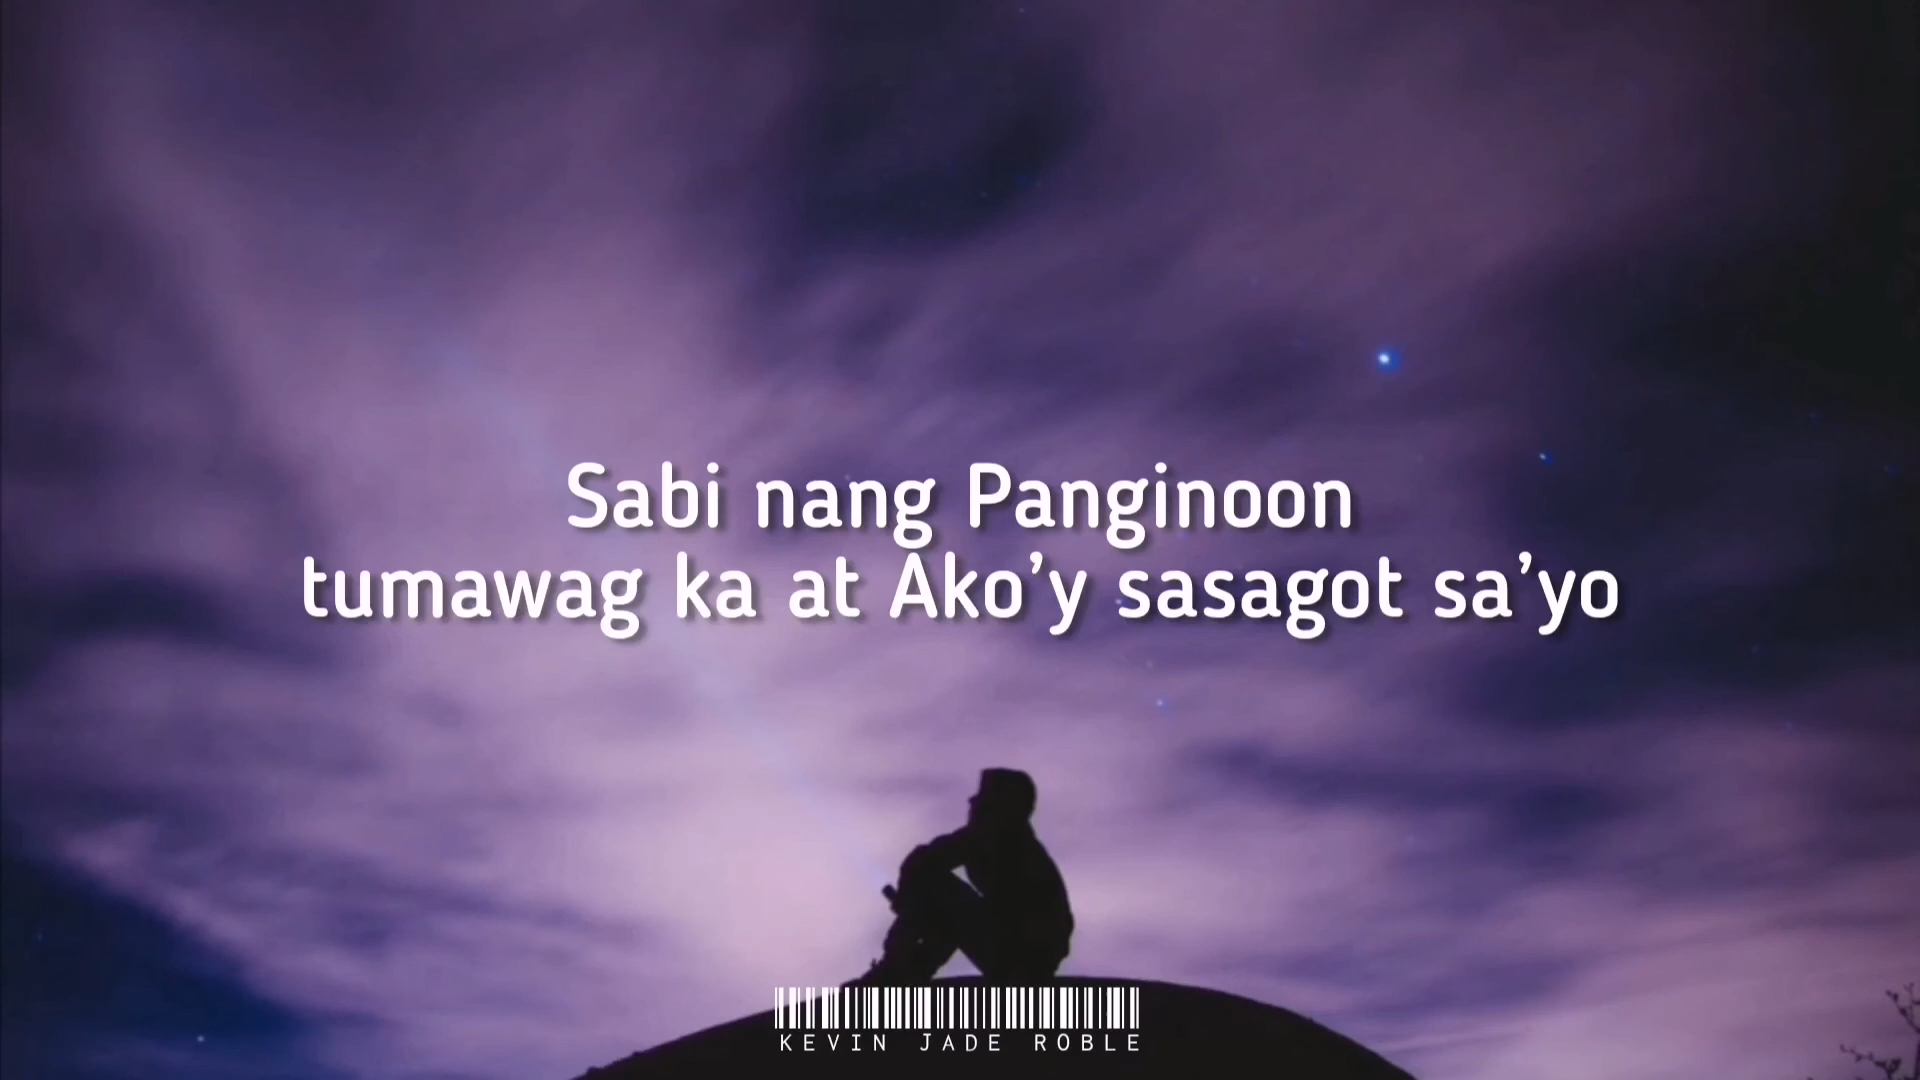 Sabi nang Panginoon
tumawag ka at Ako’y sasagot sa’yo
KEVIN JADE ROBLE